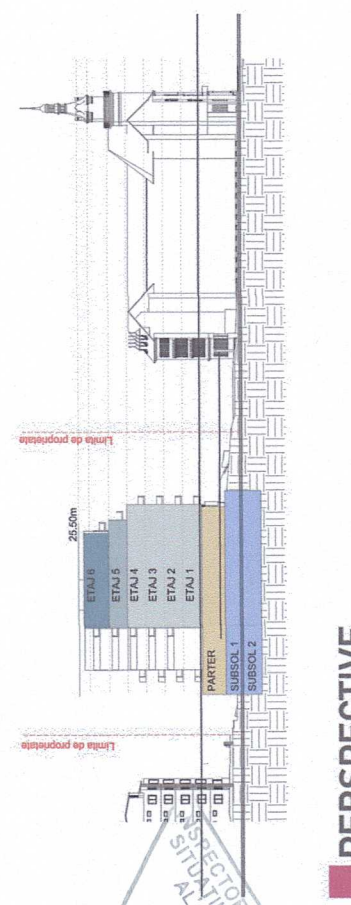 Limita de proprietate
25.50m
ETAJ 6
ETAJ 5
ETAJ 4
ETAJ 3
ETAJ 2
ETAJ 1
PARTER
SUBSOL 1
SUBSOL 2
Limita de proprietate
PERSPECTIVE